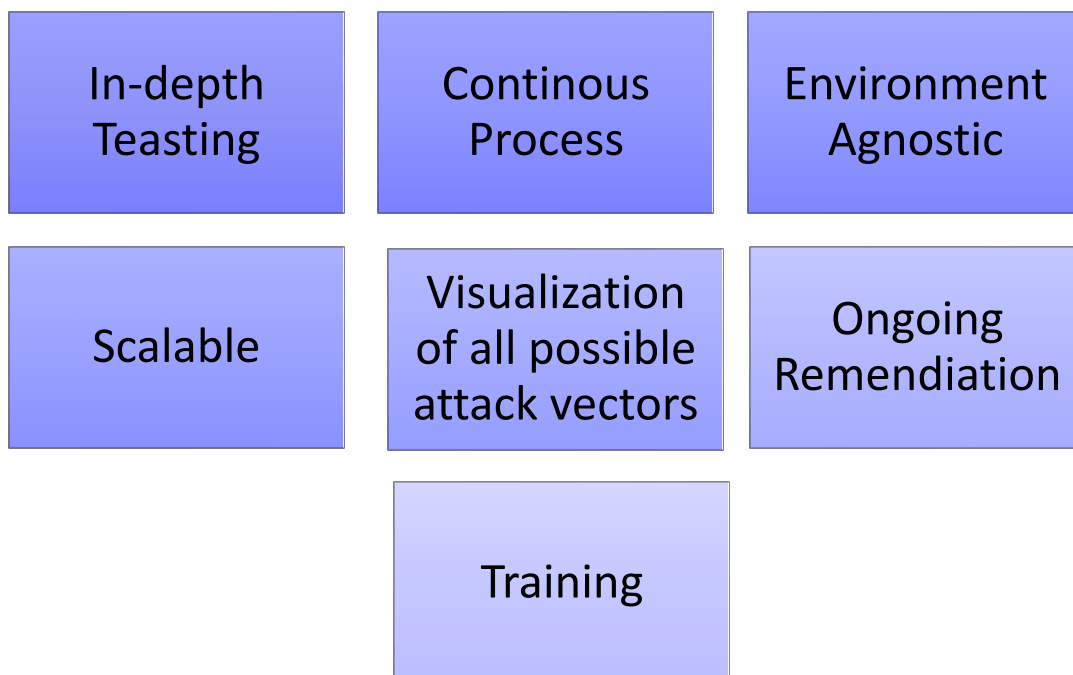 In-depth
Teasting
Continous
Process
Environment
Agnostic
Scalable
Visualization
of all possible
attack vectors
Ongoing
Remendiation
Training